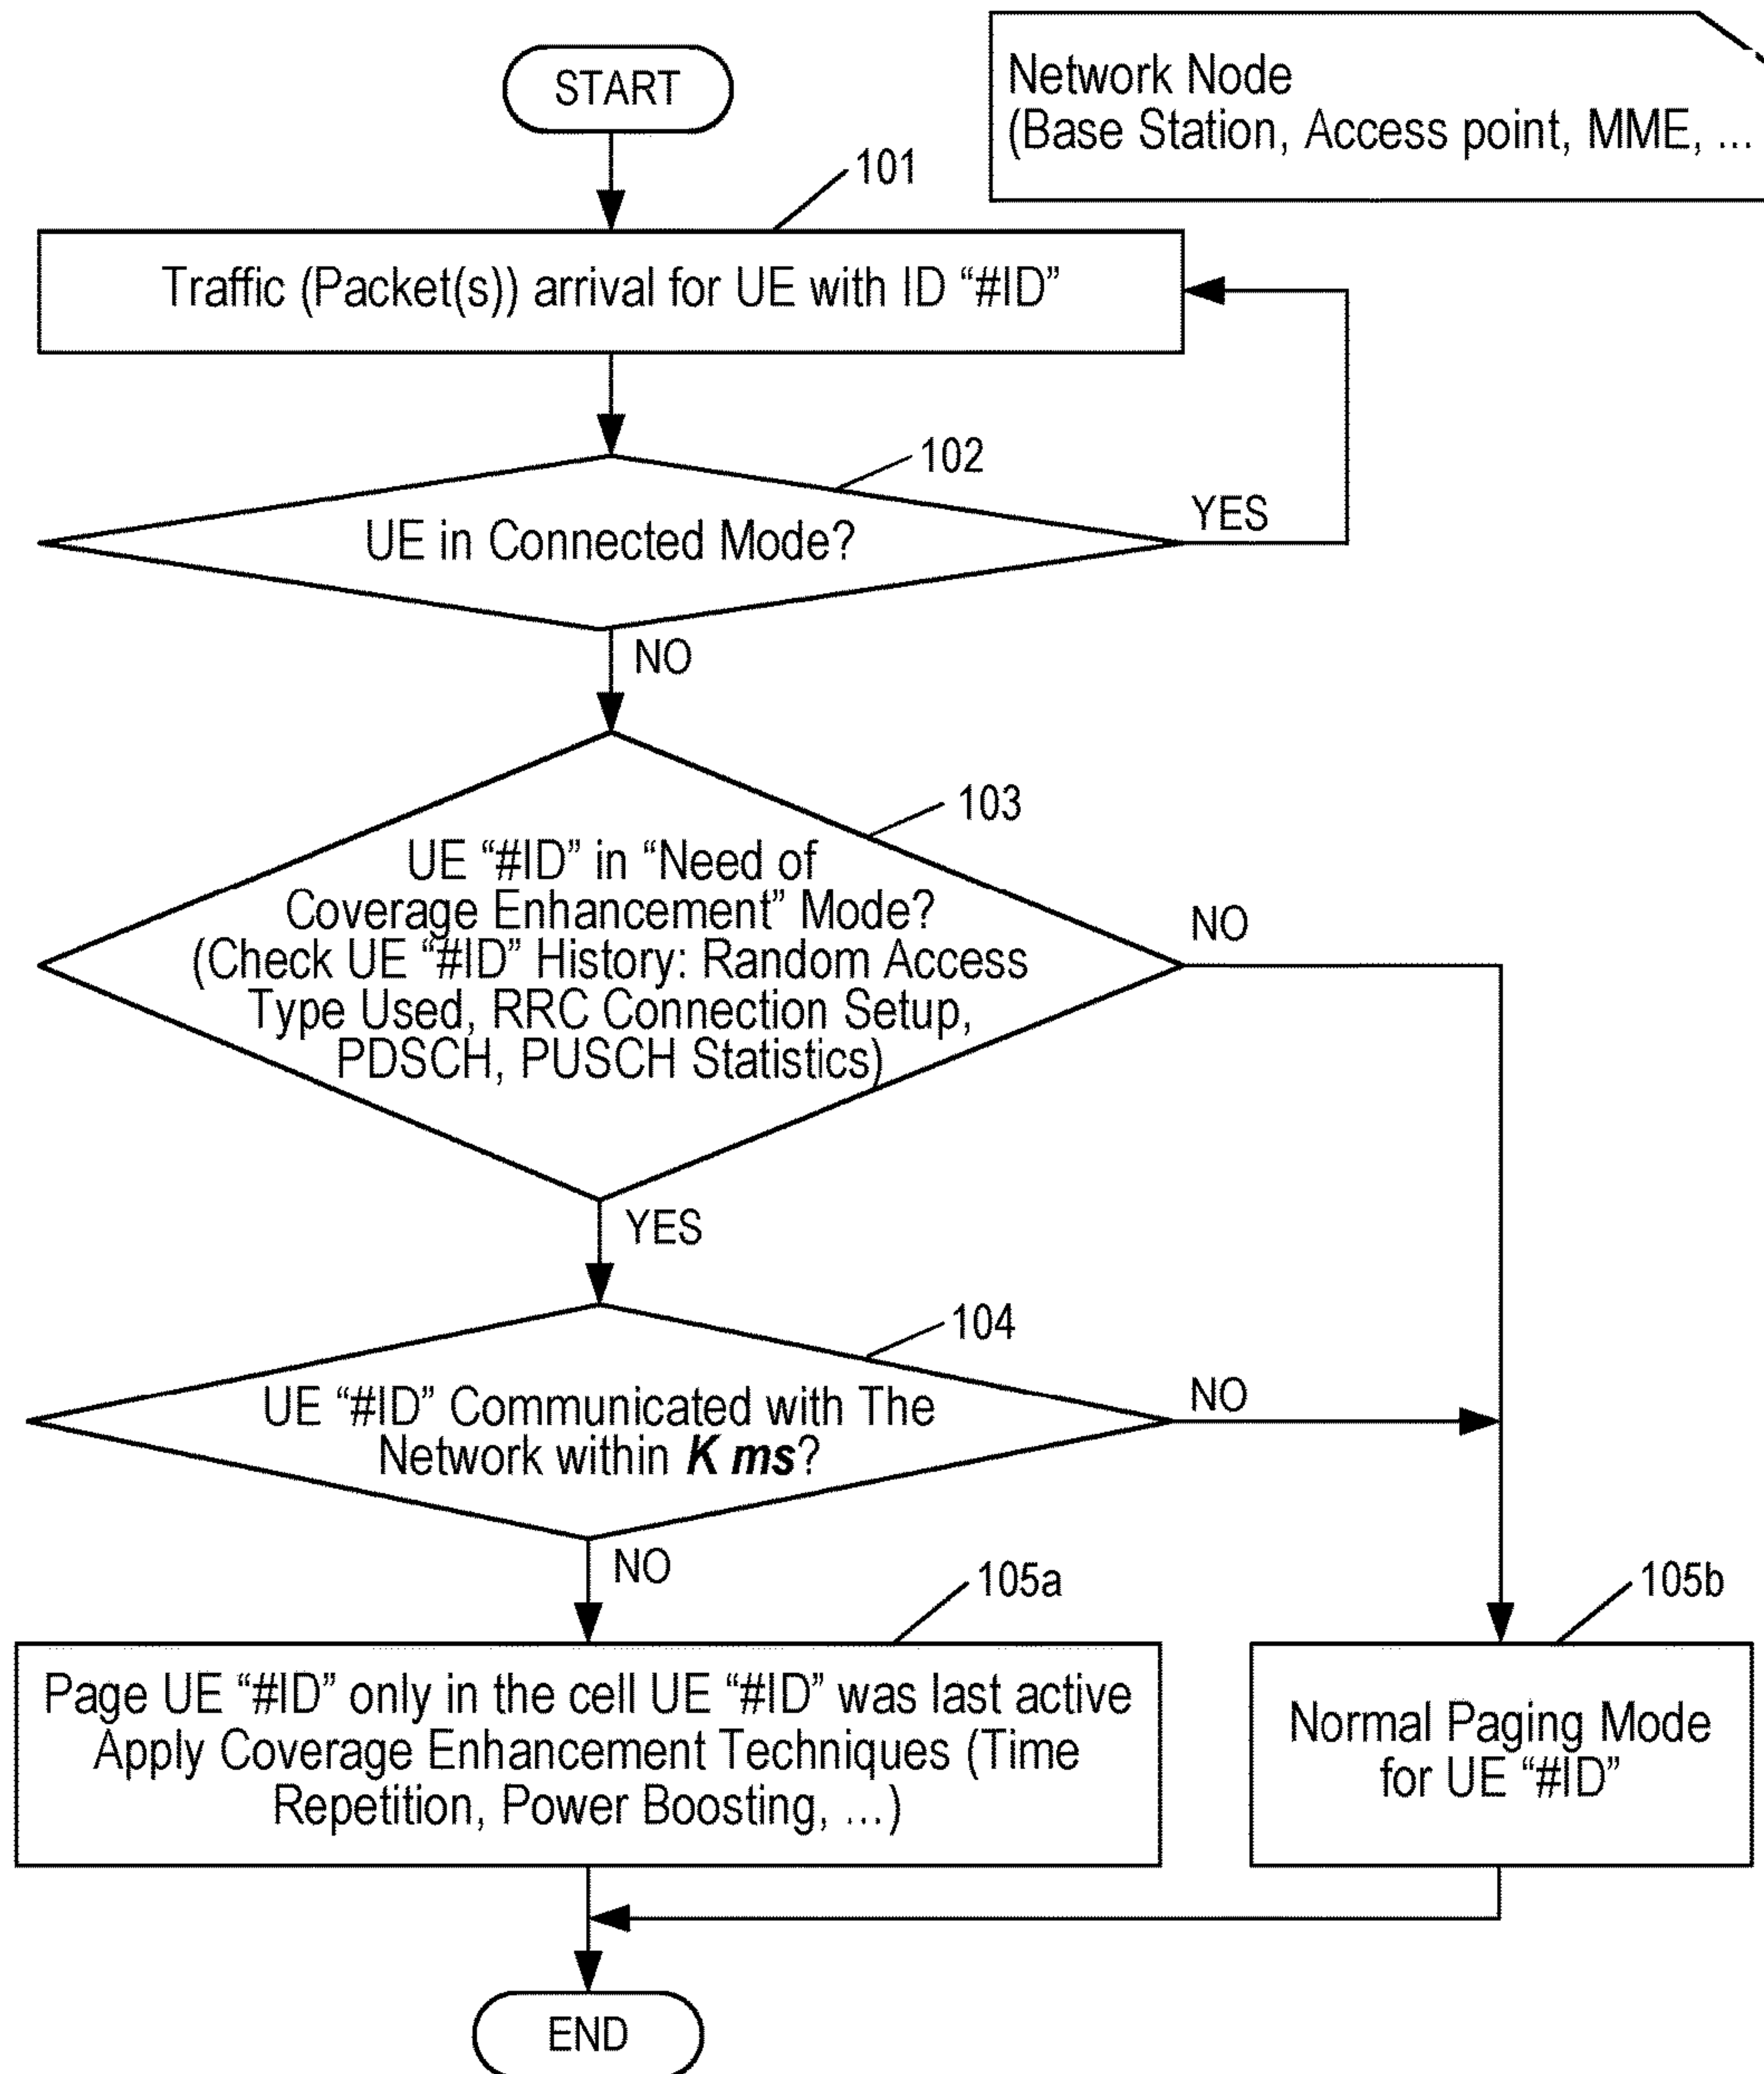 START
Network Node
(Base Station, Access point, MME, ...
101
Traffic (Packet(s)) arrival for UE with ID “#ID”
102
UE in Connected Mode?
YES
NO
103
UE “#ID” in “Need of
Coverage Enhancement” Mode?
(Check UE “#ID” History: Random Access
Type Used, RRC Connection Setup,
PDSCH, PUSCH Statistics)
NO
YES
104
UE “#ID” Communicated with The
Network within K ms?
NO
NO
105a
105b
Page UE “#ID” only in the cell UE “#ID” was last active
Apply Coverage Enhancement Techniques (Time
Repetition, Power Boosting, ...)
Normal Paging Mode
for UE “#ID”
END